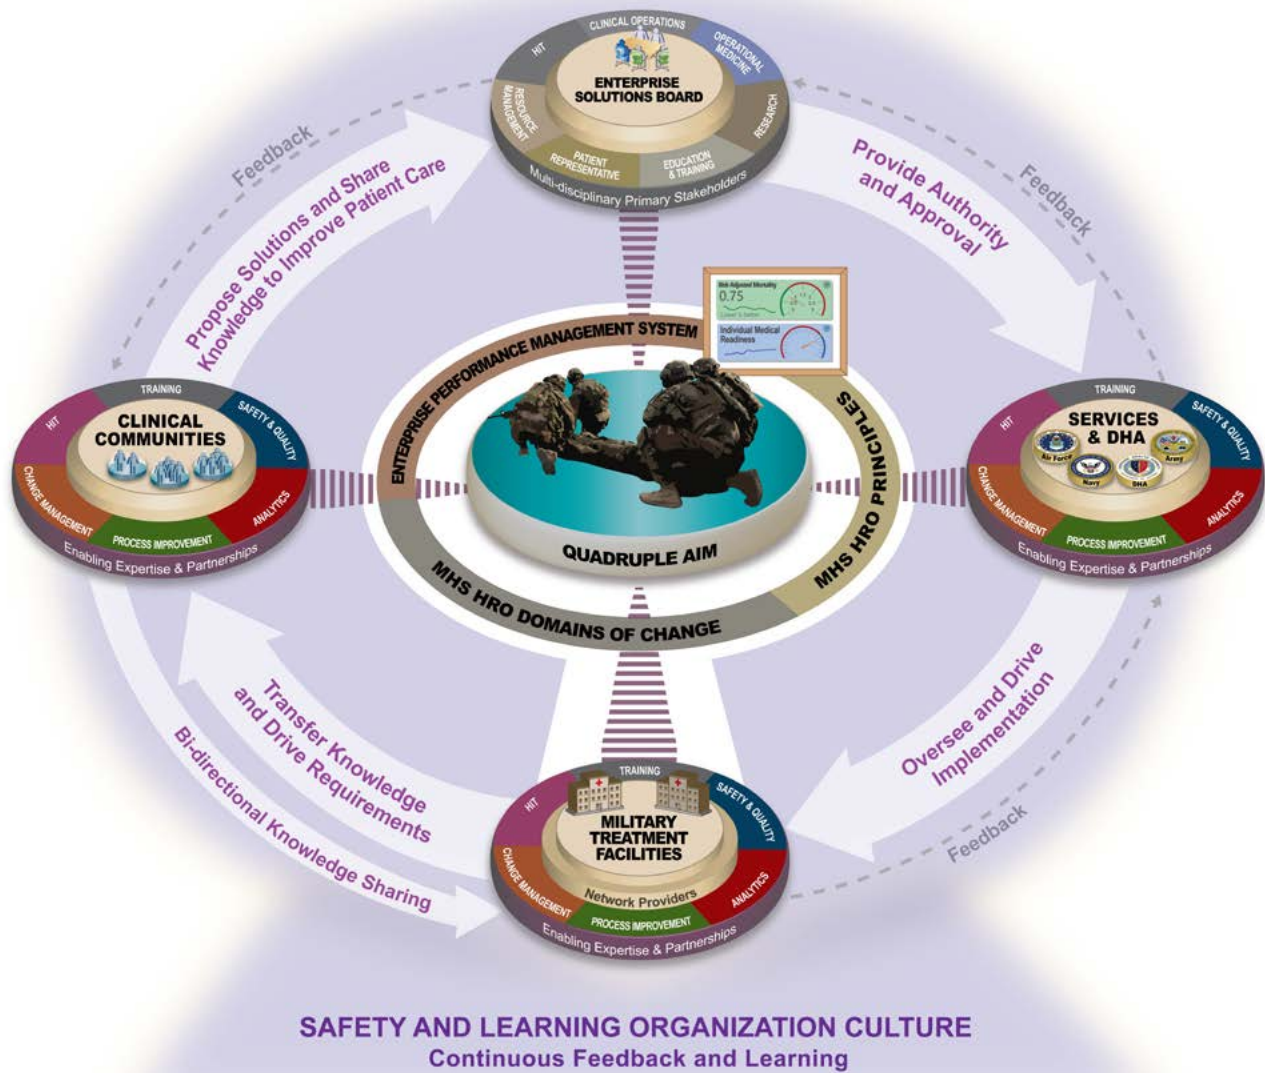 CLINICAL OPERATIONS
HIT
OPERATIONAL
MEDICINE
ENTERPRISE
SOLUTIONS BOARD
RESOURCE
MANAGEMENT
RESEARCH
PATIENT
REPRESENTATIVE
EDUCATION
& TRAINING
Multi-disciplinary Primary Stakeholders
Feedback
Propose Solutions and Share
Knowledge to Improve Patient Care
Provide Authority
and Approval
Feedback
Risk Adjusted Mortality
0.75
Lower is better
Individual Medical
Readiness
ENTERPRISE PERFORMANCE MANAGEMENT SYSTEM
MHS HRO PRINCIPLES
MHS HRO DOMAINS OF CHANGE
QUADRUPLE AIM
TRAINING
HIT
SAFETY & QUALITY
CLINICAL
COMMUNITIES
CHANGE MANAGEMENT
ANALYTICS
PROCESS IMPROVEMENT
Enabling Expertise & Partnerships
TRAINING
HIT
SAFETY & QUALITY
SERVICES
& DHA
Air Force
Army
Navy
DHA
CHANGE MANAGEMENT
ANALYTICS
PROCESS IMPROVEMENT
Enabling Expertise & Partnerships
Transfer Knowledge
and Drive Requirements
Bi-directional Knowledge Sharing
Oversee and Drive
Implementation
Feedback
TRAINING
HIT
SAFETY & QUALITY
MILITARY
TREATMENT
FACILITIES
Network Providers
CHANGE MANAGEMENT
ANALYTICS
PROCESS IMPROVEMENT
Enabling Expertise & Partnerships
SAFETY AND LEARNING ORGANIZATION CULTURE
Continuous Feedback and Learning